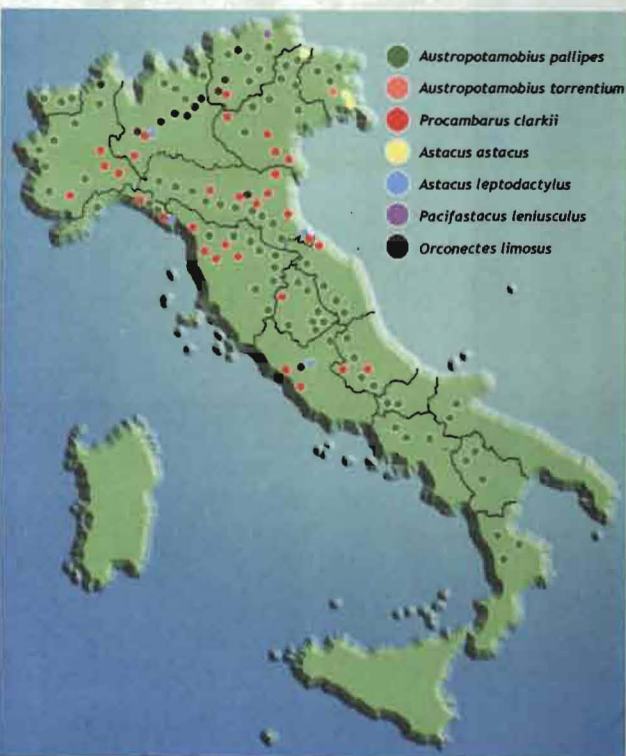 Austropotamobius pallipes
Austropotamobius torrentium
Procambarus clarkii
Astacus astacus
Astacus leptodactylus
Pacifastacus leniusculus
Orconectes limosus